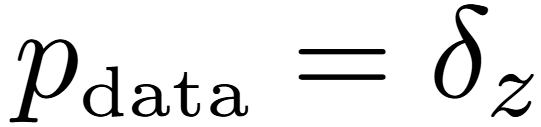 p_data = δ_z